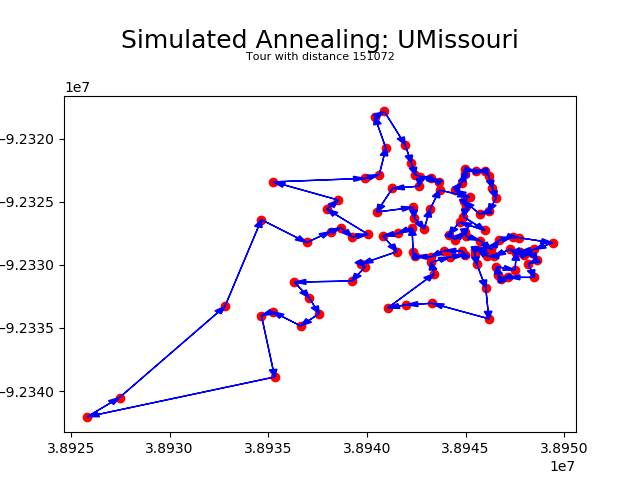 Simulated Annealing: UMissouri
Tour with distance 151072
1e7
−9.2320
−9.2325
−9.2330
−9.2335
−9.2340
3.8925 3.8930 3.8935 3.8940 3.8945 3.8950
1e7